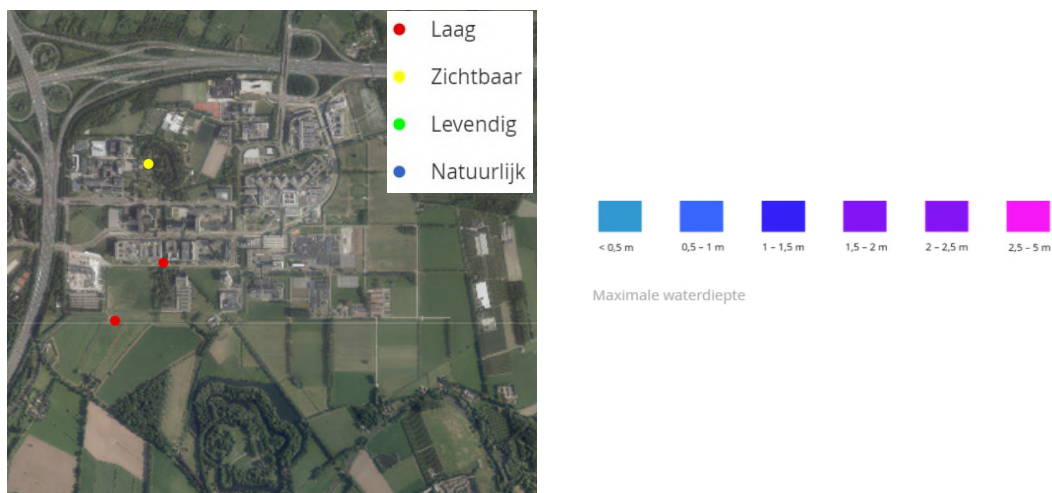 Laag
Zichtbaar
Levendig
Natuurlijk
< 0,5 m
0,5 – 1 m
1 – 1,5 m
1,5 – 2 m
2 – 2,5 m
2,5 – 5 m
Maximale waterdiepte